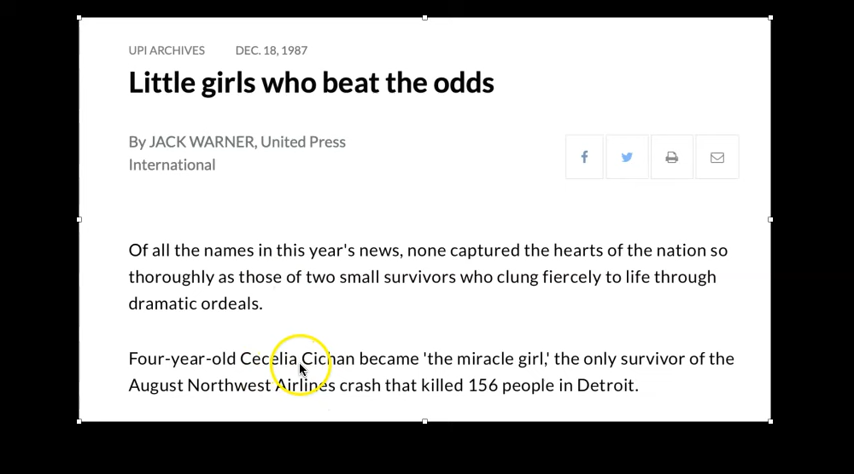 UPI ARCHIVES DEC. 18, 1987
Little girls who beat the odds
By JACK WARNER, United Press
International
Of all the names in this year's news, none captured the hearts of the nation so
thoroughly as those of two small survivors who clung fiercely to life through
dramatic ordeals.
Four-year-old Cecelia Cichan became 'the miracle girl,' the only survivor of the
August Northwest Airlines crash that killed 156 people in Detroit.